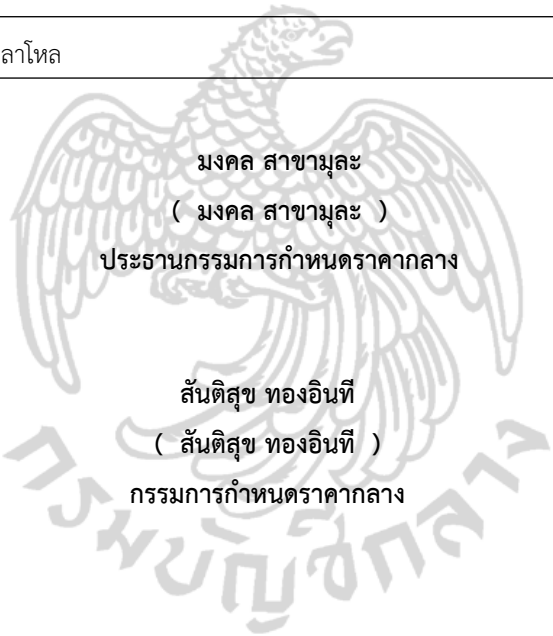 ลาโหล
มงคล สาขามุละ
( มงคล สาขามุละ )
ประธานกรรมการกำหนดราคากลาง
สันติสุข ทองอินที
( สันติสุข ทองอินที )
กรรมการกำหนดราคากลาง
กรมบัญชีกลาง